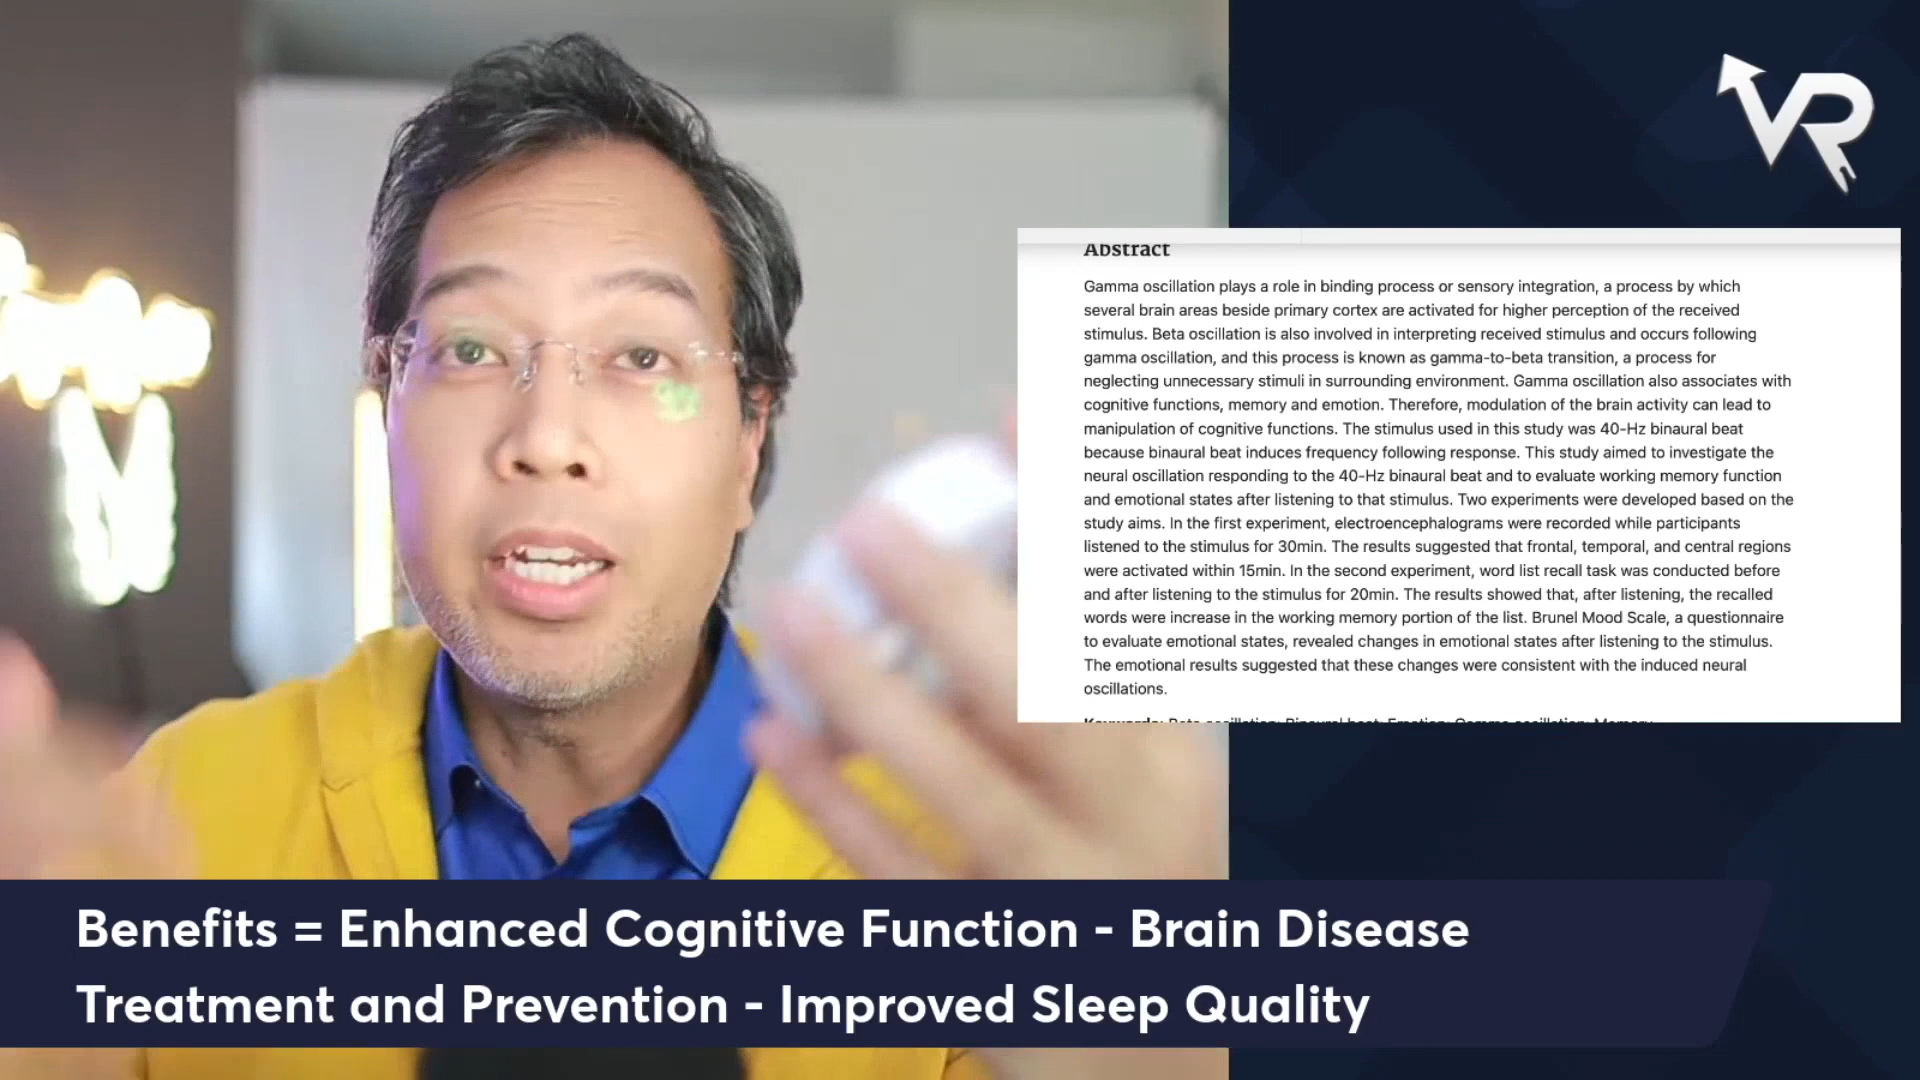 VR
Abstract
Gamma oscillation plays a role in binding process or sensory integration, a process by which
several brain areas beside primary cortex are activated for higher perception of the received
stimulus. Beta oscillation is also involved in interpreting received stimulus and occurs following
gamma oscillation, and this process is known as gamma-to-beta transition, a process for
neglecting unnecessary stimuli in surrounding environment. Gamma oscillation also associates with
cognitive functions, memory and emotion. Therefore, modulation of the brain activity can lead to
manipulation of cognitive functions. The stimulus used in this study was 40-Hz binaural beat
because binaural beat induces frequency following response. This study aimed to investigate the
neural oscillation responding to the 40-Hz binaural beat and to evaluate working memory function
and emotional states after listening to that stimulus. Two experiments were developed based on the
study aims. In the first experiment, electroencephalograms were recorded while participants
listened to the stimulus for 30min. The results suggested that frontal, temporal, and central regions
were activated within 15min. In the second experiment, word list recall task was conducted before
and after listening to the stimulus for 20min. The results showed that, after listening, the recalled
words were increase in the working memory portion of the list. Brunel Mood Scale, a questionnaire
to evaluate emotional states, revealed changes in emotional states after listening to the stimulus.
The emotional results suggested that these changes were consistent with the induced neural
oscillations.
Keywords: Beta oscillation; Binaural beat; Emotion; Gamma oscillation; Memory.
Benefits = Enhanced Cognitive Function - Brain Disease
Treatment and Prevention - Improved Sleep Quality